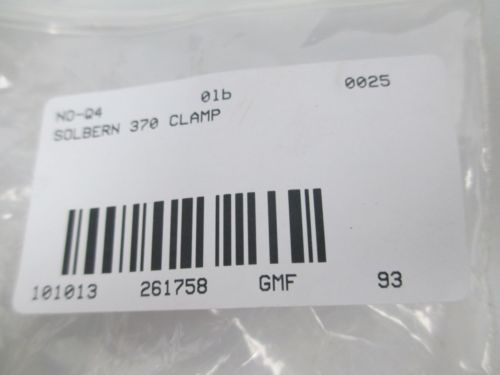 NO-Q4 01b 0025
SOLBERN 370 CLAMP
101013 261758 GMF 93